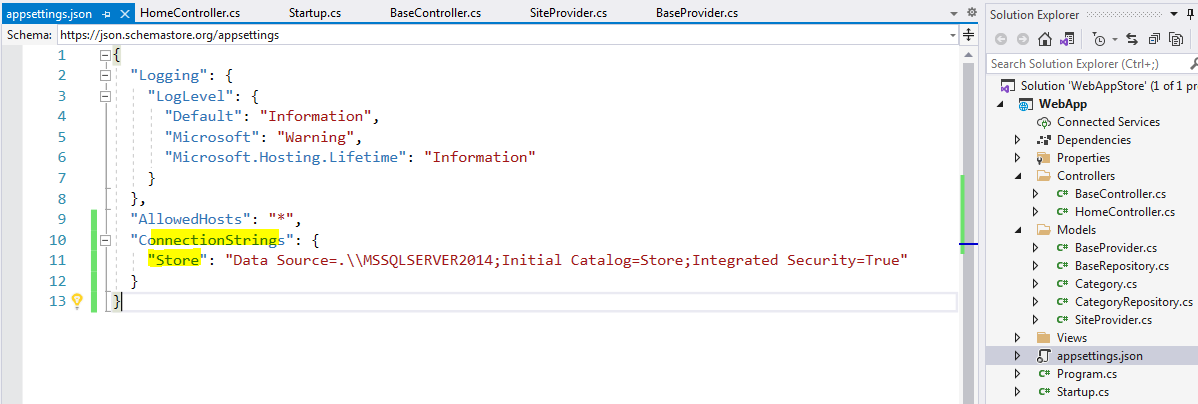 appsettings.json
HomeController.cs
Startup.cs
BaseController.cs
SiteProvider.cs
BaseProvider.cs
Schema: https://json.schemastore.org/appsettings
1 {
2 "Logging": {
3 "LogLevel": {
4 "Default": "Information",
5 "Microsoft": "Warning",
6 "Microsoft.Hosting.Lifetime": "Information"
7 }
8 },
9 "AllowedHosts": "*",
10 "ConnectionStrings": {
11 "Store": "Data Source=.\\MSSQLSERVER2014;Initial Catalog=Store;Integrated Security=True"
12 }
13 }
Solution Explorer
Search Solution Explorer (Ctrl+;)
Solution 'WebAppStore' (1 of 1 pr
WebApp
Connected Services
Dependencies
Properties
Controllers
C# BaseController.cs
C# HomeController.cs
Models
C# BaseProvider.cs
C# BaseRepository.cs
C# Category.cs
C# CategoryRepository.cs
C# SiteProvider.cs
Views
appsettings.json
C# Program.cs
C# Startup.cs